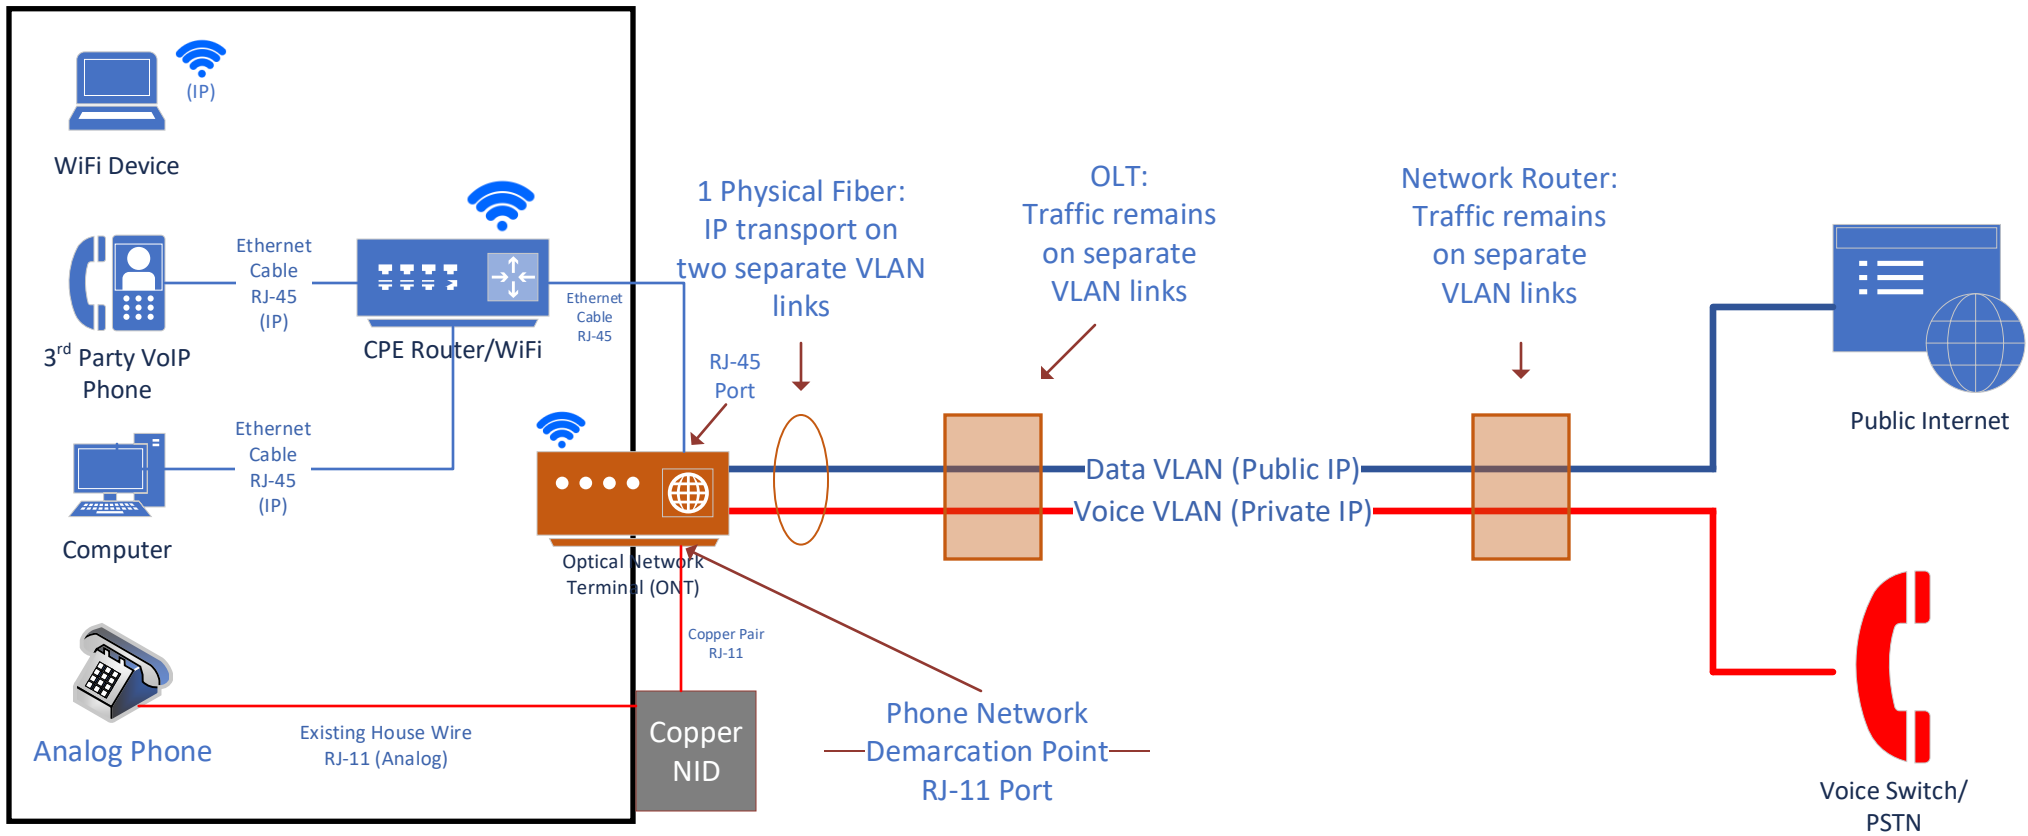 (IP)
WiFi Device
Ethernet
Cable
RJ-45
(IP)
3rd Party VoIP
Phone
CPE Router/WiFi
Ethernet
Cable
RJ-45
Ethernet
Cable
RJ-45
(IP)
Computer
RJ-45
Port
Optical Network
Terminal (ONT)
Copper Pair
RJ-11
Analog Phone
Existing House Wire
RJ-11 (Analog)
Copper
NID
1 Physical Fiber:
IP transport on
two separate VLAN
links
OLT:
Traffic remains
on separate
VLAN links
Network Router:
Traffic remains
on separate
VLAN links
Data VLAN (Public IP)
Voice VLAN (Private IP)
Phone Network
Demarcation Point
RJ-11 Port
Public Internet
Voice Switch/
PSTN